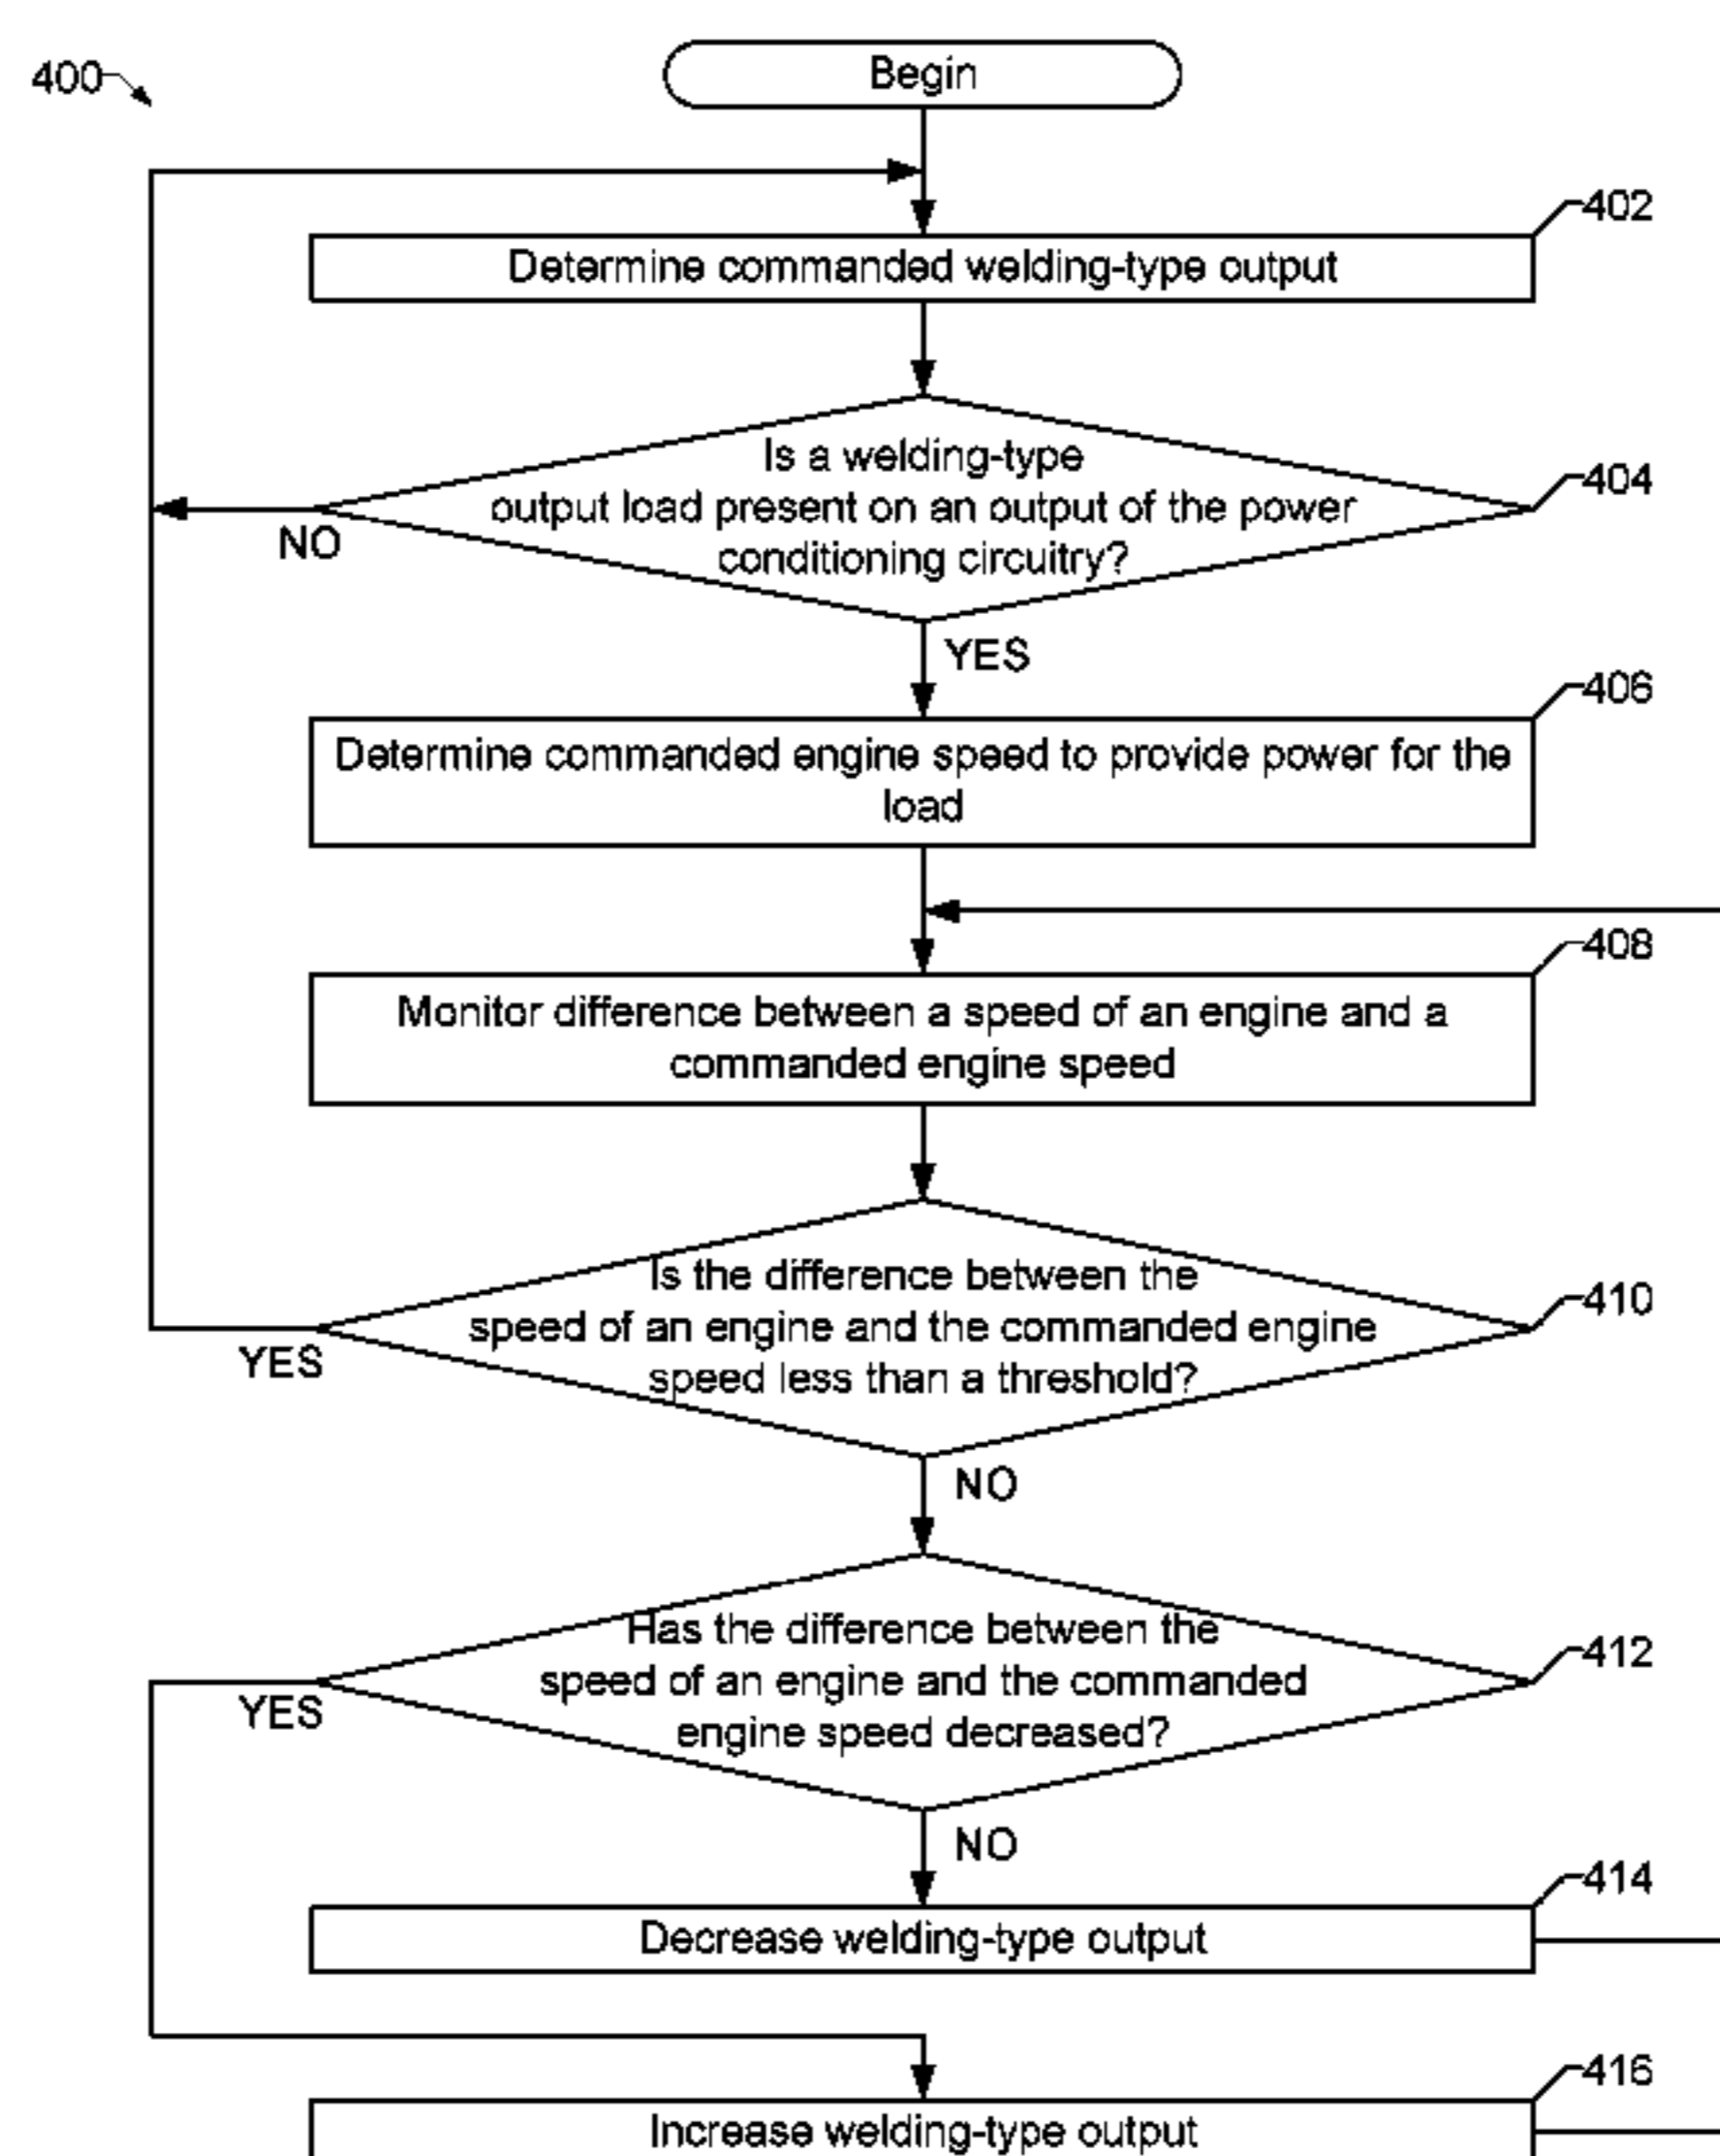 400
Begin
402
Determine commanded welding-type output
404
Is a welding-type
output load present on an output of the power
conditioning circuitry?
NO
YES
406
Determine commanded engine speed to provide power for the
load
408
Monitor difference between a speed of an engine and a
commanded engine speed
410
Is the difference between the
speed of an engine and the commanded engine
speed less than a threshold?
YES
NO
412
Has the difference between the
speed of an engine and the commanded
engine speed decreased?
YES
NO
414
Decrease welding-type output
416
Increase welding-type output